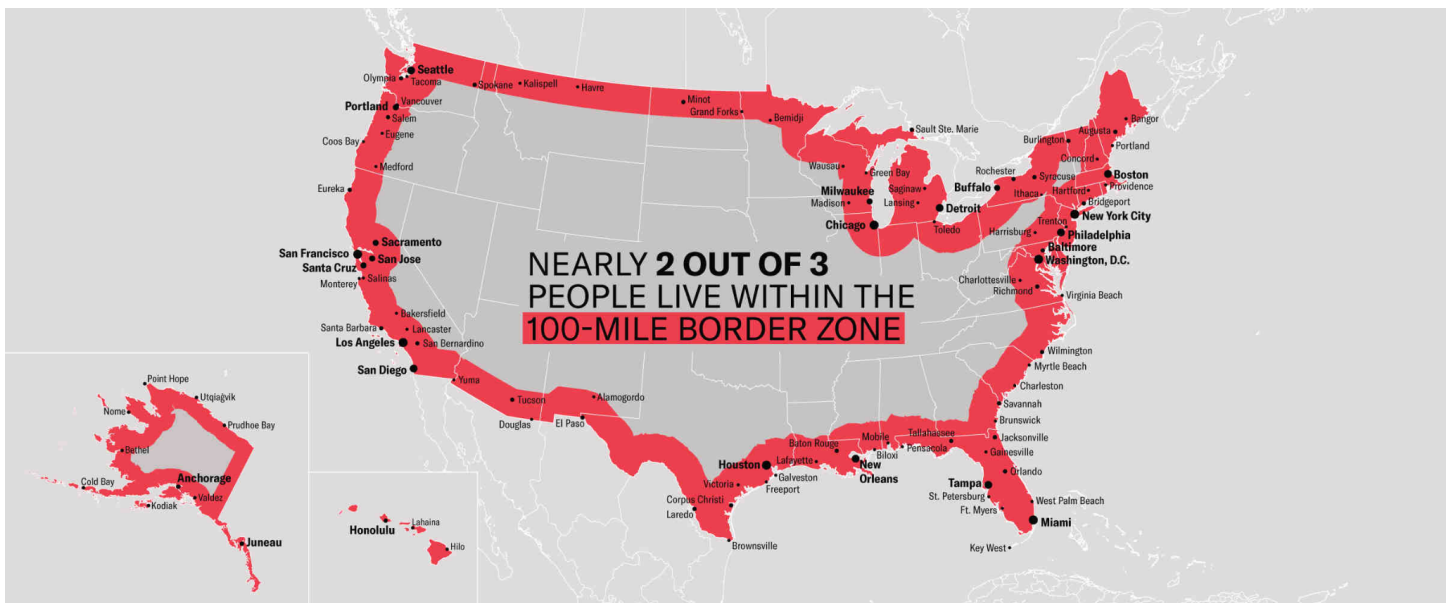 Seattle
Olympia
Tacoma
Spokane
Kalispell
Havre
Minot
Grand Forks
Bemidji
Portland
Vancouver
Salem
Eugene
Coos Bay
Medford
Eureka
Sault Ste. Marie
Wausau
Green Bay
Milwaukee
Madison
Saginaw
Lansing
Detroit
Chicago
Toledo
Bangor
Augusta
Burlington
Portland
Concord
Rochester
Syracuse
Boston
Buffalo
Ithaca
Hartford
Providence
Bridgeport
New York City
Trenton
Harrisburg
Philadelphia
Baltimore
Washington, D.C.
Charlottesville
Richmond
Virginia Beach
Sacramento
San Francisco
San Jose
Santa Cruz
Monterey
Salinas
NEARLY 2 OUT OF 3
PEOPLE LIVE WITHIN THE
100-MILE BORDER ZONE
Bakersfield
Santa Barbara
Lancaster
Los Angeles
San Bernardino
San Diego
Yuma
Tucson
Douglas
El Paso
Alamogordo
Wilmington
Myrtle Beach
Charleston
Savannah
Brunswick
Jacksonville
Gainesville
Orlando
Tampa
St. Petersburg
West Palm Beach
Ft. Myers
Miami
Key West
Tallahassee
Mobile
Pensacola
Biloxi
Baton Rouge
New
Orleans
Lafayette
Houston
Galveston
Freeport
Victoria
Corpus Christi
Laredo
Brownsville
Point Hope
Utqiaġvik
Nome
Prudhoe Bay
Bathel
Anchorage
Cold Bay
Valdez
Kodiak
Juneau
Honolulu
Lahaina
Hilo